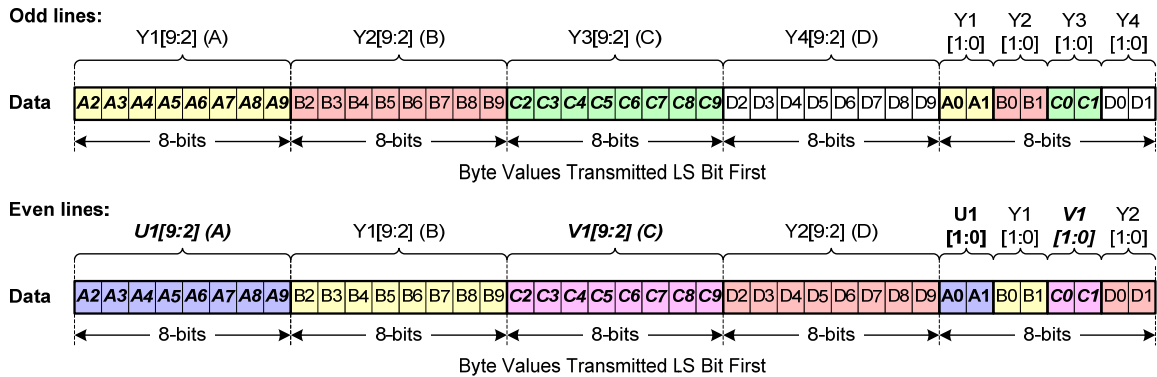 Odd lines:
Y1[9:2] (A) Y2[9:2] (B) Y3[9:2] (C) Y4[9:2] (D) Y1 [1:0] Y2 [1:0] Y3 [1:0] Y4 [1:0]
Data A2 A3 A4 A5 A6 A7 A8 A9 B2 B3 B4 B5 B6 B7 B8 B9 C2 C3 C4 C5 C6 C7 C8 C9 D2 D3 D4 D5 D6 D7 D8 D9 A0 A1 B0 B1 C0 C1 D0 D1
8-bits 8-bits 8-bits 8-bits 8-bits
Byte Values Transmitted LS Bit First
Even lines:
U1[9:2] (A) Y1[9:2] (B) V1[9:2] (C) Y2[9:2] (D) U1 [1:0] Y1 [1:0] V1 [1:0] Y2 [1:0]
Data A2 A3 A4 A5 A6 A7 A8 A9 B2 B3 B4 B5 B6 B7 B8 B9 C2 C3 C4 C5 C6 C7 C8 C9 D2 D3 D4 D5 D6 D7 D8 D9 A0 A1 B0 B1 C0 C1 D0 D1
8-bits 8-bits 8-bits 8-bits 8-bits
Byte Values Transmitted LS Bit First